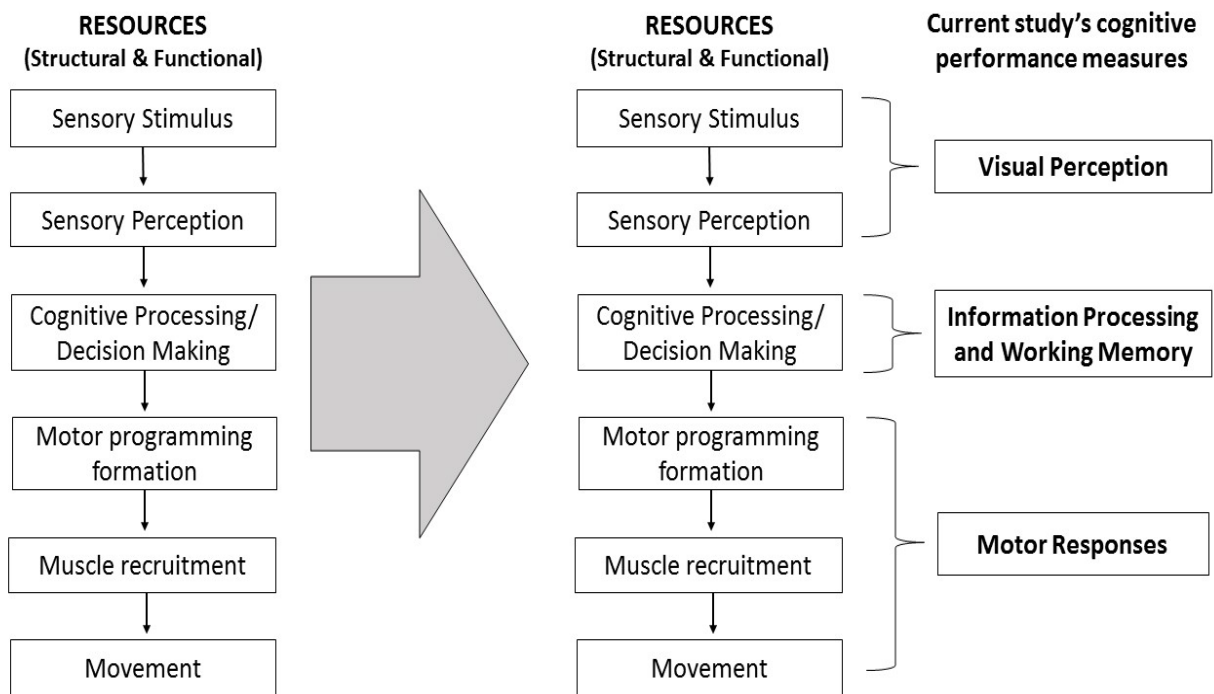 RESOURCES
(Structural & Functional)
Sensory Stimulus
Sensory Perception
Cognitive Processing/
Decision Making
Motor programming
formation
Muscle recruitment
Movement
RESOURCES
(Structural & Functional)
Sensory Stimulus
Sensory Perception
Cognitive Processing/
Decision Making
Motor programming
formation
Muscle recruitment
Movement
Current study's cognitive
performance measures
Visual Perception
Information Processing
and Working Memory
Motor Responses